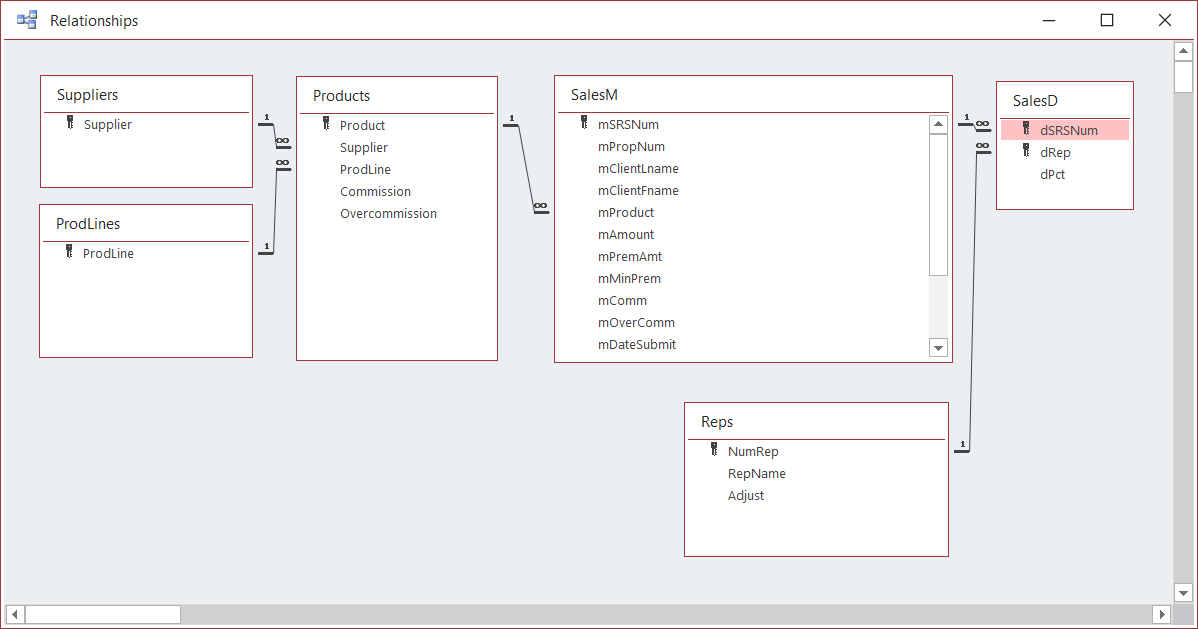 Relationships
Suppliers
Supplier
1
∞
ProdLines
ProdLine
1
∞
Products
Product
Supplier
ProdLine
Commission
Overcommission
1
∞
SalesM
mSRSNum
mPropNum
mClientLname
mClientFname
mProduct
mAmount
mPremAmt
mMinPrem
mComm
mOverComm
mDateSubmit
1
∞
SalesD
dSRSNum
dRep
dPct
∞
1
Reps
NumRep
RepName
Adjust